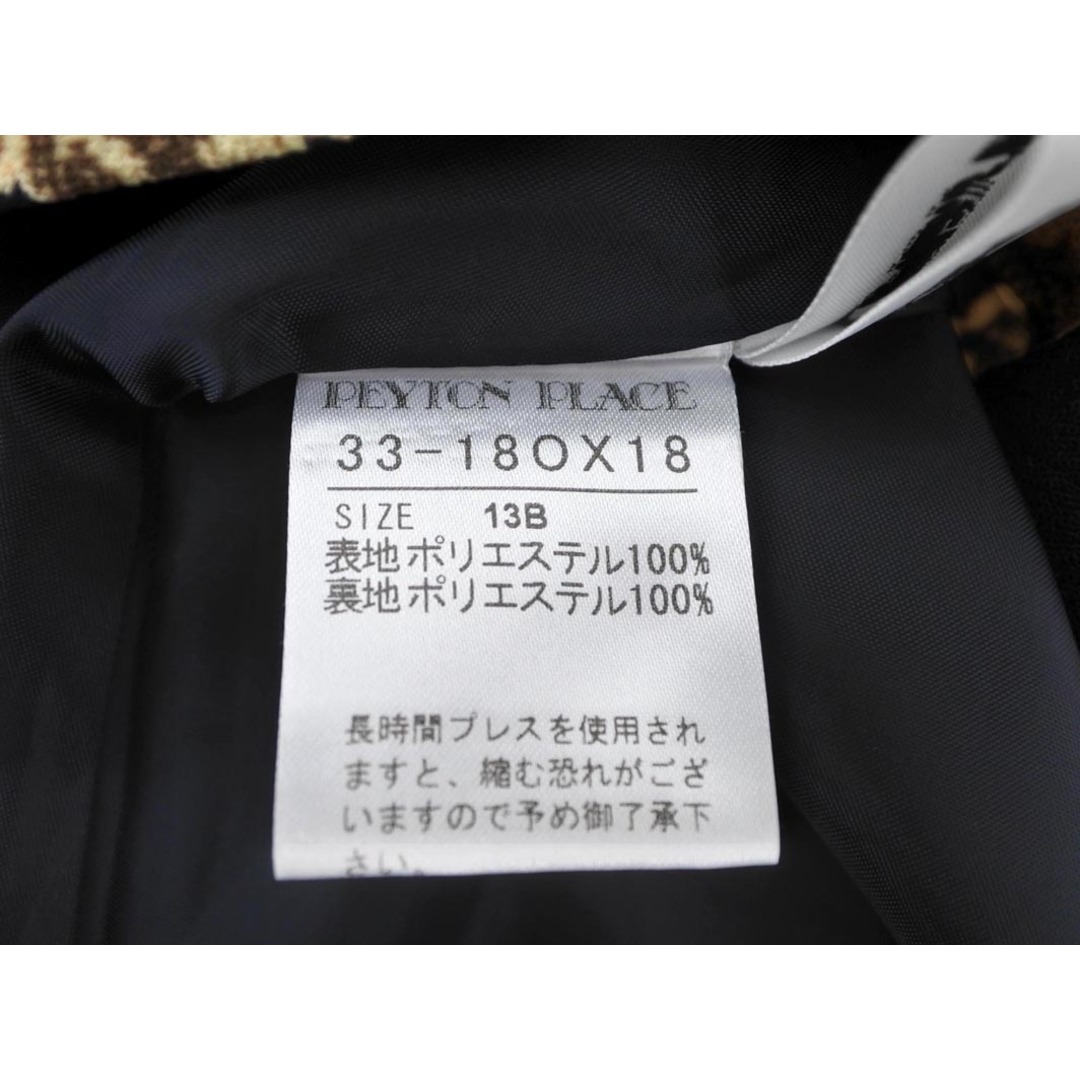 PEYTON PLACE
33-180X18
SIZE 13B
表地ポリエステル100%
裏地ポリエステル100%
長時間プレスを使用され
ますと、縮む恐れがござ
いますので予め御了承下
さい。